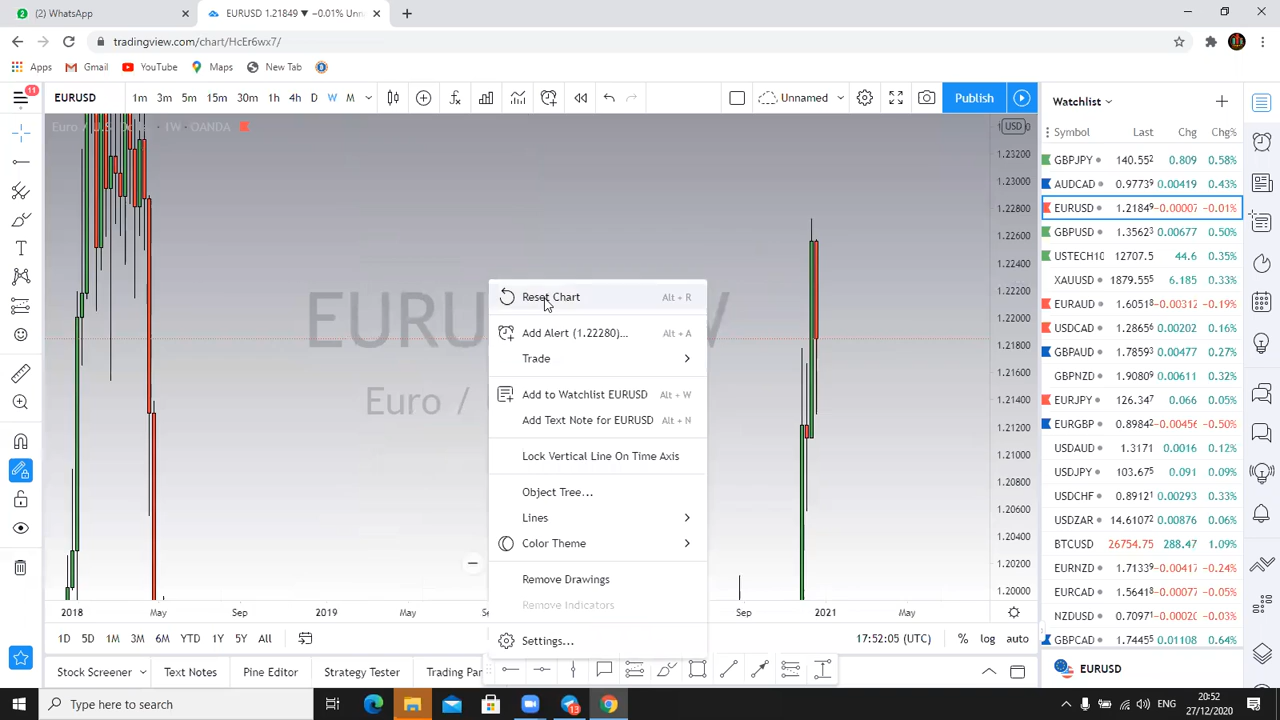 (2) WhatsApp
EURUSD 1.21849 ▼ −0.01% Unn
tradingview.com/chart/HcEr6wx7/
Apps Gmail YouTube Maps New Tab
11
EURUSD 1m 3m 5m 15m 30m 1h 4h D W M Unnamed Publish
Watchlist
Euro / U.S. Dollar 1W OANDA
USD
Symbol Last Chg Chg%
GBPJPY 140.552 0.809 0.58%
AUDCAD 0.97739 0.00419 0.43%
EURUSD 1.21849 −0.00007 −0.01%
GBPUSD 1.35623 0.00677 0.50%
USTECH10 12707.5 44.6 0.35%
XAUUSD 1879.555 6.185 0.33%
EURAUD 1.60518 −0.00312 −0.19%
USDCAD 1.28656 0.00202 0.16%
GBPAUD 1.78593 0.00477 0.27%
GBPNZD 1.90809 0.00611 0.32%
EURJPY 126.347 0.066 0.05%
EURGBP 0.89842 −0.00456 −0.50%
USDAUD 1.3171 0.0016 0.12%
USDJPY 103.675 0.091 0.09%
USDCHF 0.89121 0.00293 0.33%
USDZAR 14.61072 0.00876 0.06%
BTCUSD 26754.75 288.47 1.09%
EURNZD 1.71339 −0.00417 −0.24%
EURCAD 1.56418 −0.00078 −0.05%
NZDUSD 0.70971 −0.00020 −0.03%
GBPCAD 1.74455 0.01108 0.64%
EURUSD
1.23200
1.23000
1.22800
1.22600
1.22400
1.22200
1.22000
1.21800
1.21600
1.21400
1.21200
1.21000
1.20800
1.20600
1.20400
1.20200
1.20000
EURU W
Euro /
Reset Chart Alt + R
Add Alert (1.22280)... Alt + A
Trade
Add to Watchlist EURUSD Alt + W
Add Text Note for EURUSD Alt + N
Lock Vertical Line On Time Axis
Object Tree...
Lines
Color Theme
Remove Drawings
Remove Indicators
Settings...
2018 May Sep 2019 May Se Sep 2021 May
1D 5D 1M 3M 6M YTD 1Y 5Y All 17:52:05 (UTC) % log auto
Stock Screener Text Notes Pine Editor Strategy Tester Trading Pan
Type here to search
13
ENG
20:52
27/12/2020